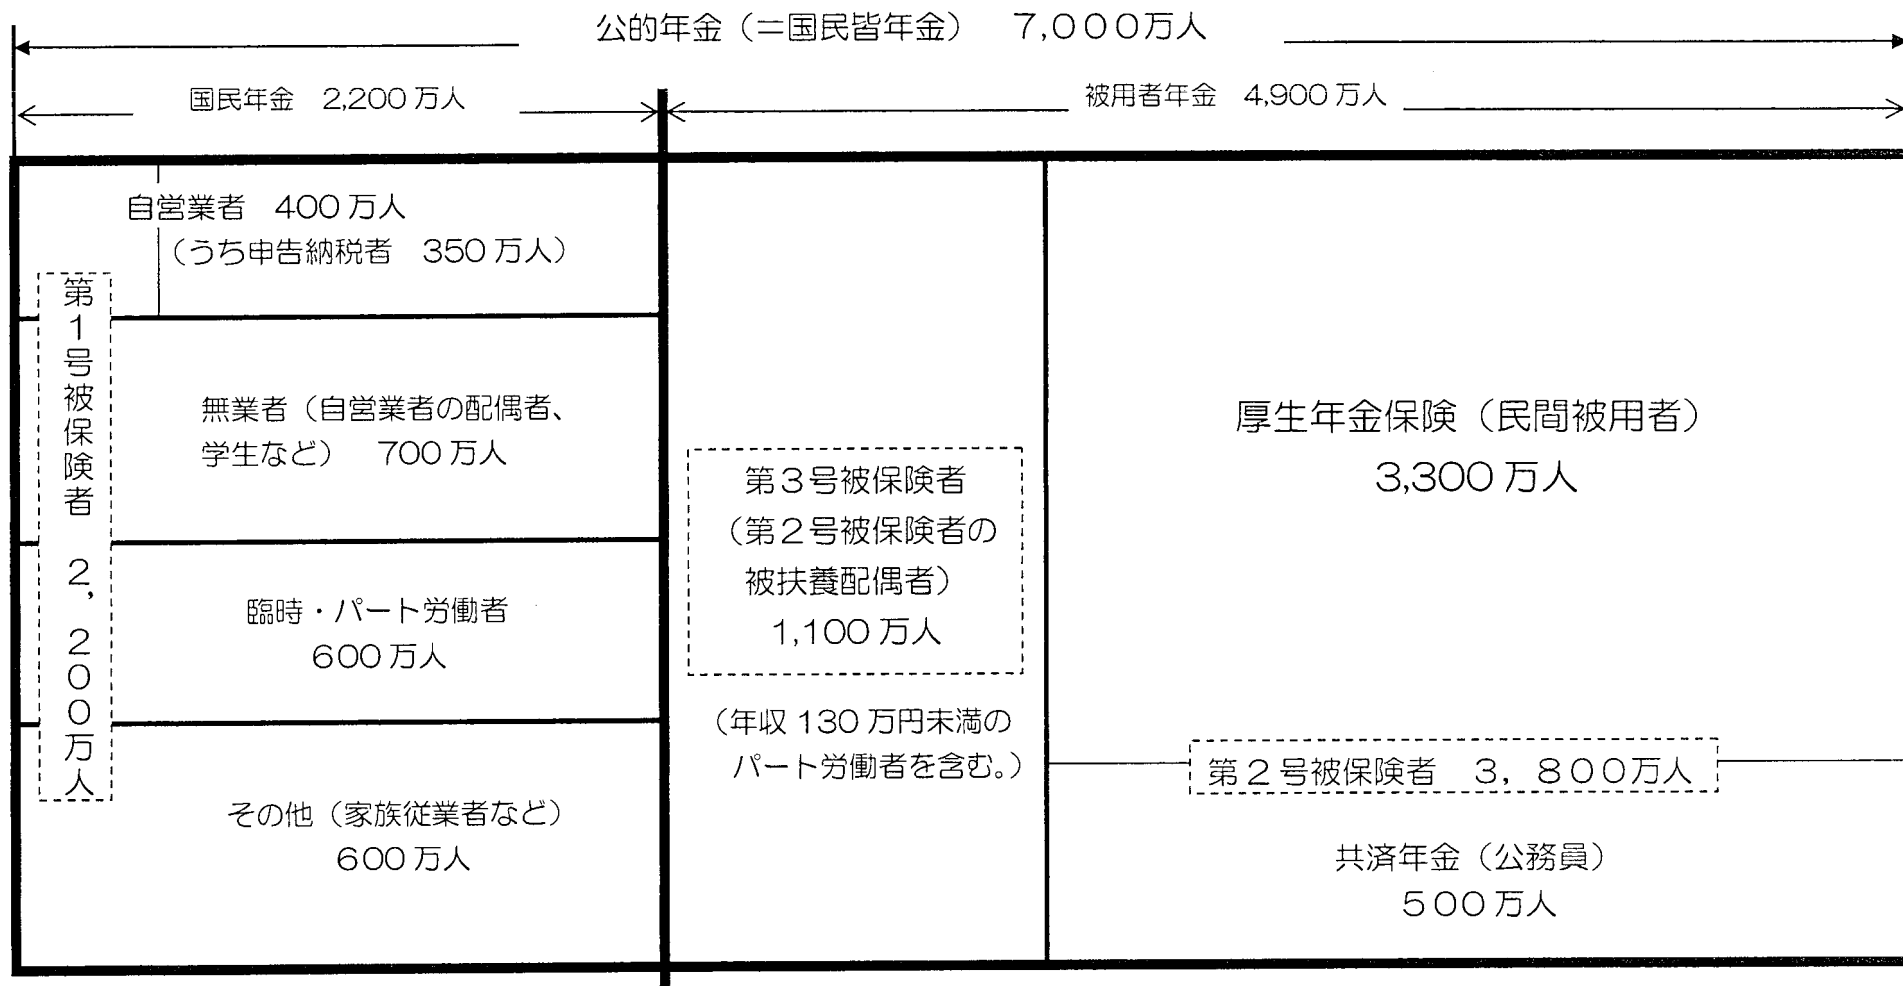 公的年金（＝国民皆年金）　7,000万人
国民年金　2,200万人
被用者年金　4,900万人
自営業者　400万人
（うち申告納税者　350万人）
第1号被保険者　2,200万人
無業者（自営業者の配偶者、
学生など）　700万人
臨時・パート労働者
600万人
その他（家族従業者など）
600万人
第3号被保険者
（第2号被保険者の
被扶養配偶者）
1,100万人
（年収130万円未満の
パート労働者を含む。）
厚生年金保険（民間被用者）
3,300万人
第2号被保険者　3,800万人
共済年金（公務員）
500万人